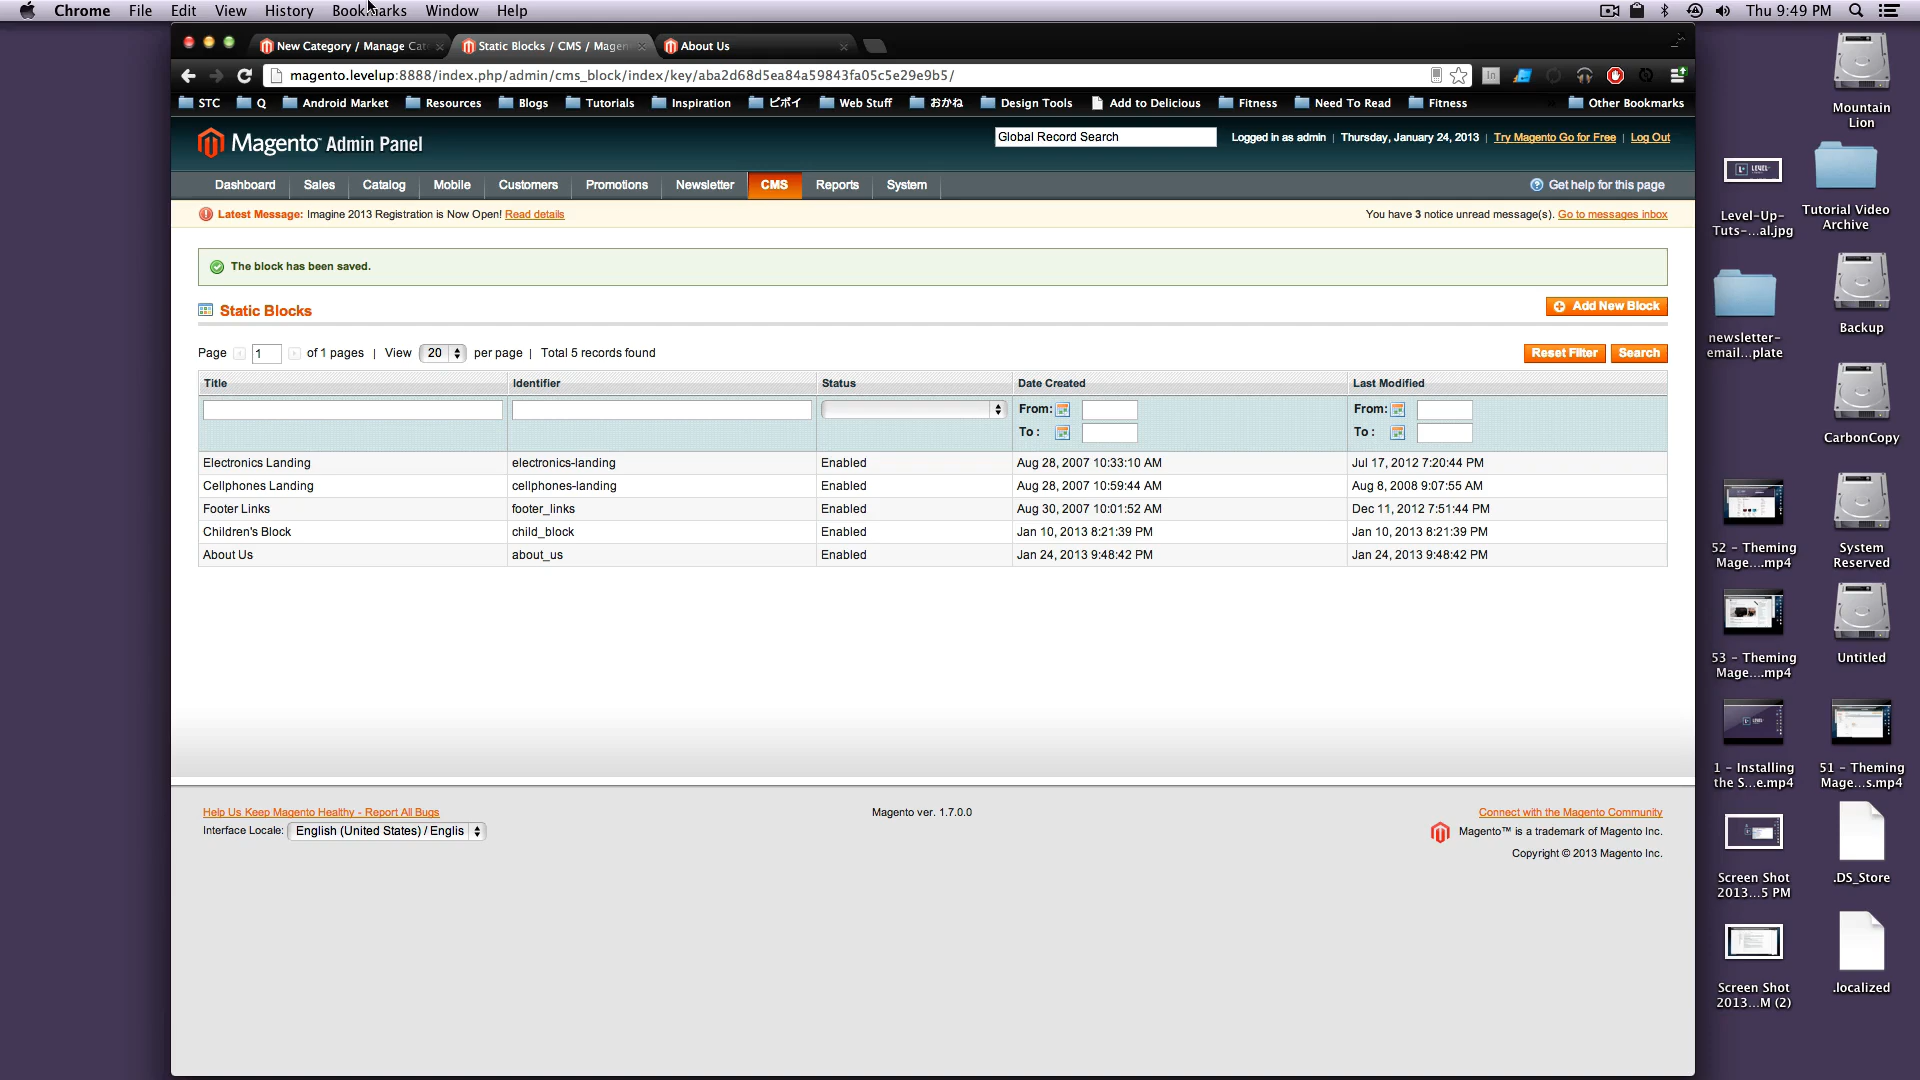 Chrome File Edit View History Bookmarks Window Help Thu 9:49 PM
New Category / Manage Cat Static Blocks / CMS / Magen About Us
magento.levelup:8888/index.php/admin/cms_block/index/key/aba2d68d5ea84a59843fa05c5e29e9b5/
STC Q Android Market Resources Blogs Tutorials Inspiration ビボイ Web Stuff おかね Design Tools Add to Delicious Fitness Need To Read Fitness Other Bookmarks
Magento™ Admin Panel Global Record Search Logged in as admin | Thursday, January 24, 2013 | Try Magento Go for Free | Log Out
Dashboard Sales Catalog Mobile Customers Promotions Newsletter CMS Reports System Get help for this page
Latest Message: Imagine 2013 Registration is Now Open! Read details You have 3 notice unread message(s). Go to messages inbox
The block has been saved.
Static Blocks Add New Block
Page 1 of 1 pages | View 20 per page | Total 5 records found Reset Filter Search
Title Identifier Status Date Created Last Modified
From: From:
To : To :
Electronics Landing electronics-landing Enabled Aug 28, 2007 10:33:10 AM Jul 17, 2012 7:20:44 PM
Cellphones Landing cellphones-landing Enabled Aug 28, 2007 10:59:44 AM Aug 8, 2008 9:07:55 AM
Footer Links footer_links Enabled Aug 30, 2007 10:01:52 AM Dec 11, 2012 7:51:44 PM
Children's Block child_block Enabled Jan 10, 2013 8:21:39 PM Jan 10, 2013 8:21:39 PM
About Us about_us Enabled Jan 24, 2013 9:48:42 PM Jan 24, 2013 9:48:42 PM
Help Us Keep Magento Healthy - Report All Bugs Magento ver. 1.7.0.0 Connect with the Magento Community
Interface Locale: English (United States) / Englis Magento™ is a trademark of Magento Inc.
Copyright © 2013 Magento Inc.
Mountain
Lion
Level-Up-
Tuts-...al.jpg
Tutorial Video
Archive
newsletter-
email...plate
Backup
CarbonCopy
52 - Theming
Mage....mp4
System
Reserved
53 - Theming
Mage....mp4
Untitled
1 - Installing
the S...e.mp4
51 - Theming
Mage...s.mp4
Screen Shot
2013...5 PM
.DS_Store
Screen Shot
2013...M (2)
.localized